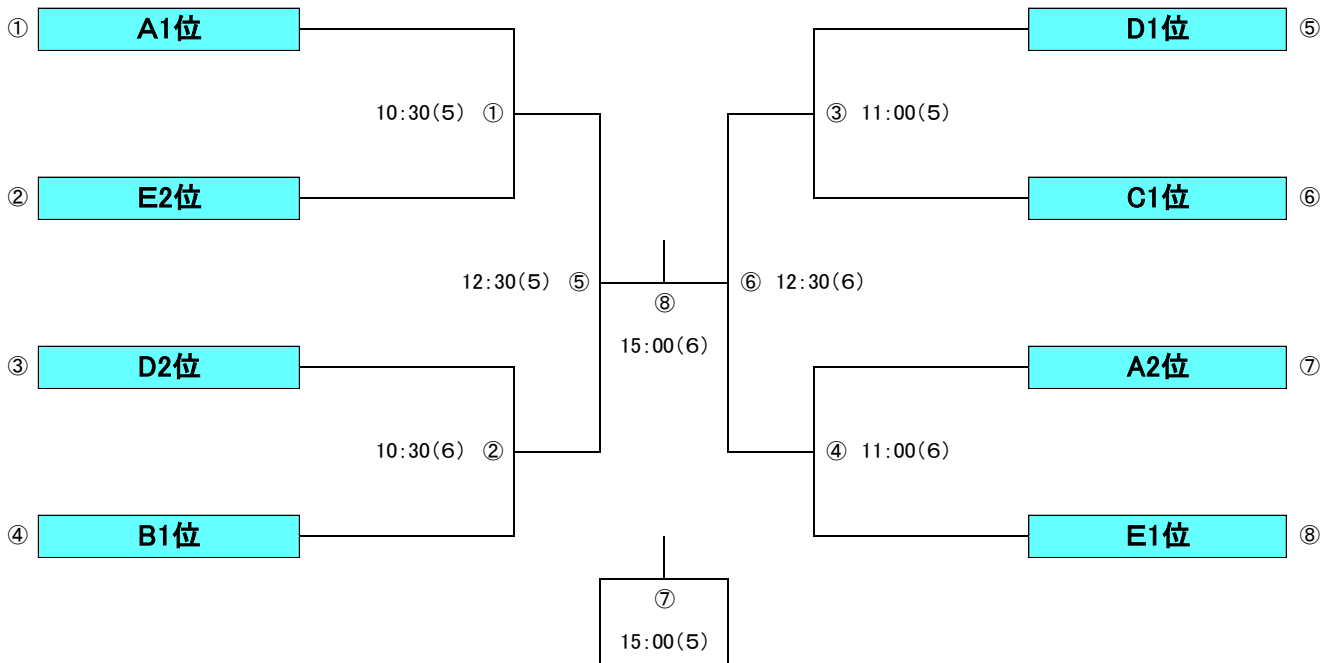 ① A1位 D1位 ⑤
10:30(5) ① ③ 11:00(5)
② E2位 C1位 ⑥
12:30(5) ⑤ ⑥ 12:30(6)
⑧
15:00(6)
③ D2位 A2位 ⑦
10:30(6) ② ④ 11:00(6)
④ B1位 E1位 ⑧
⑦
15:00(5)